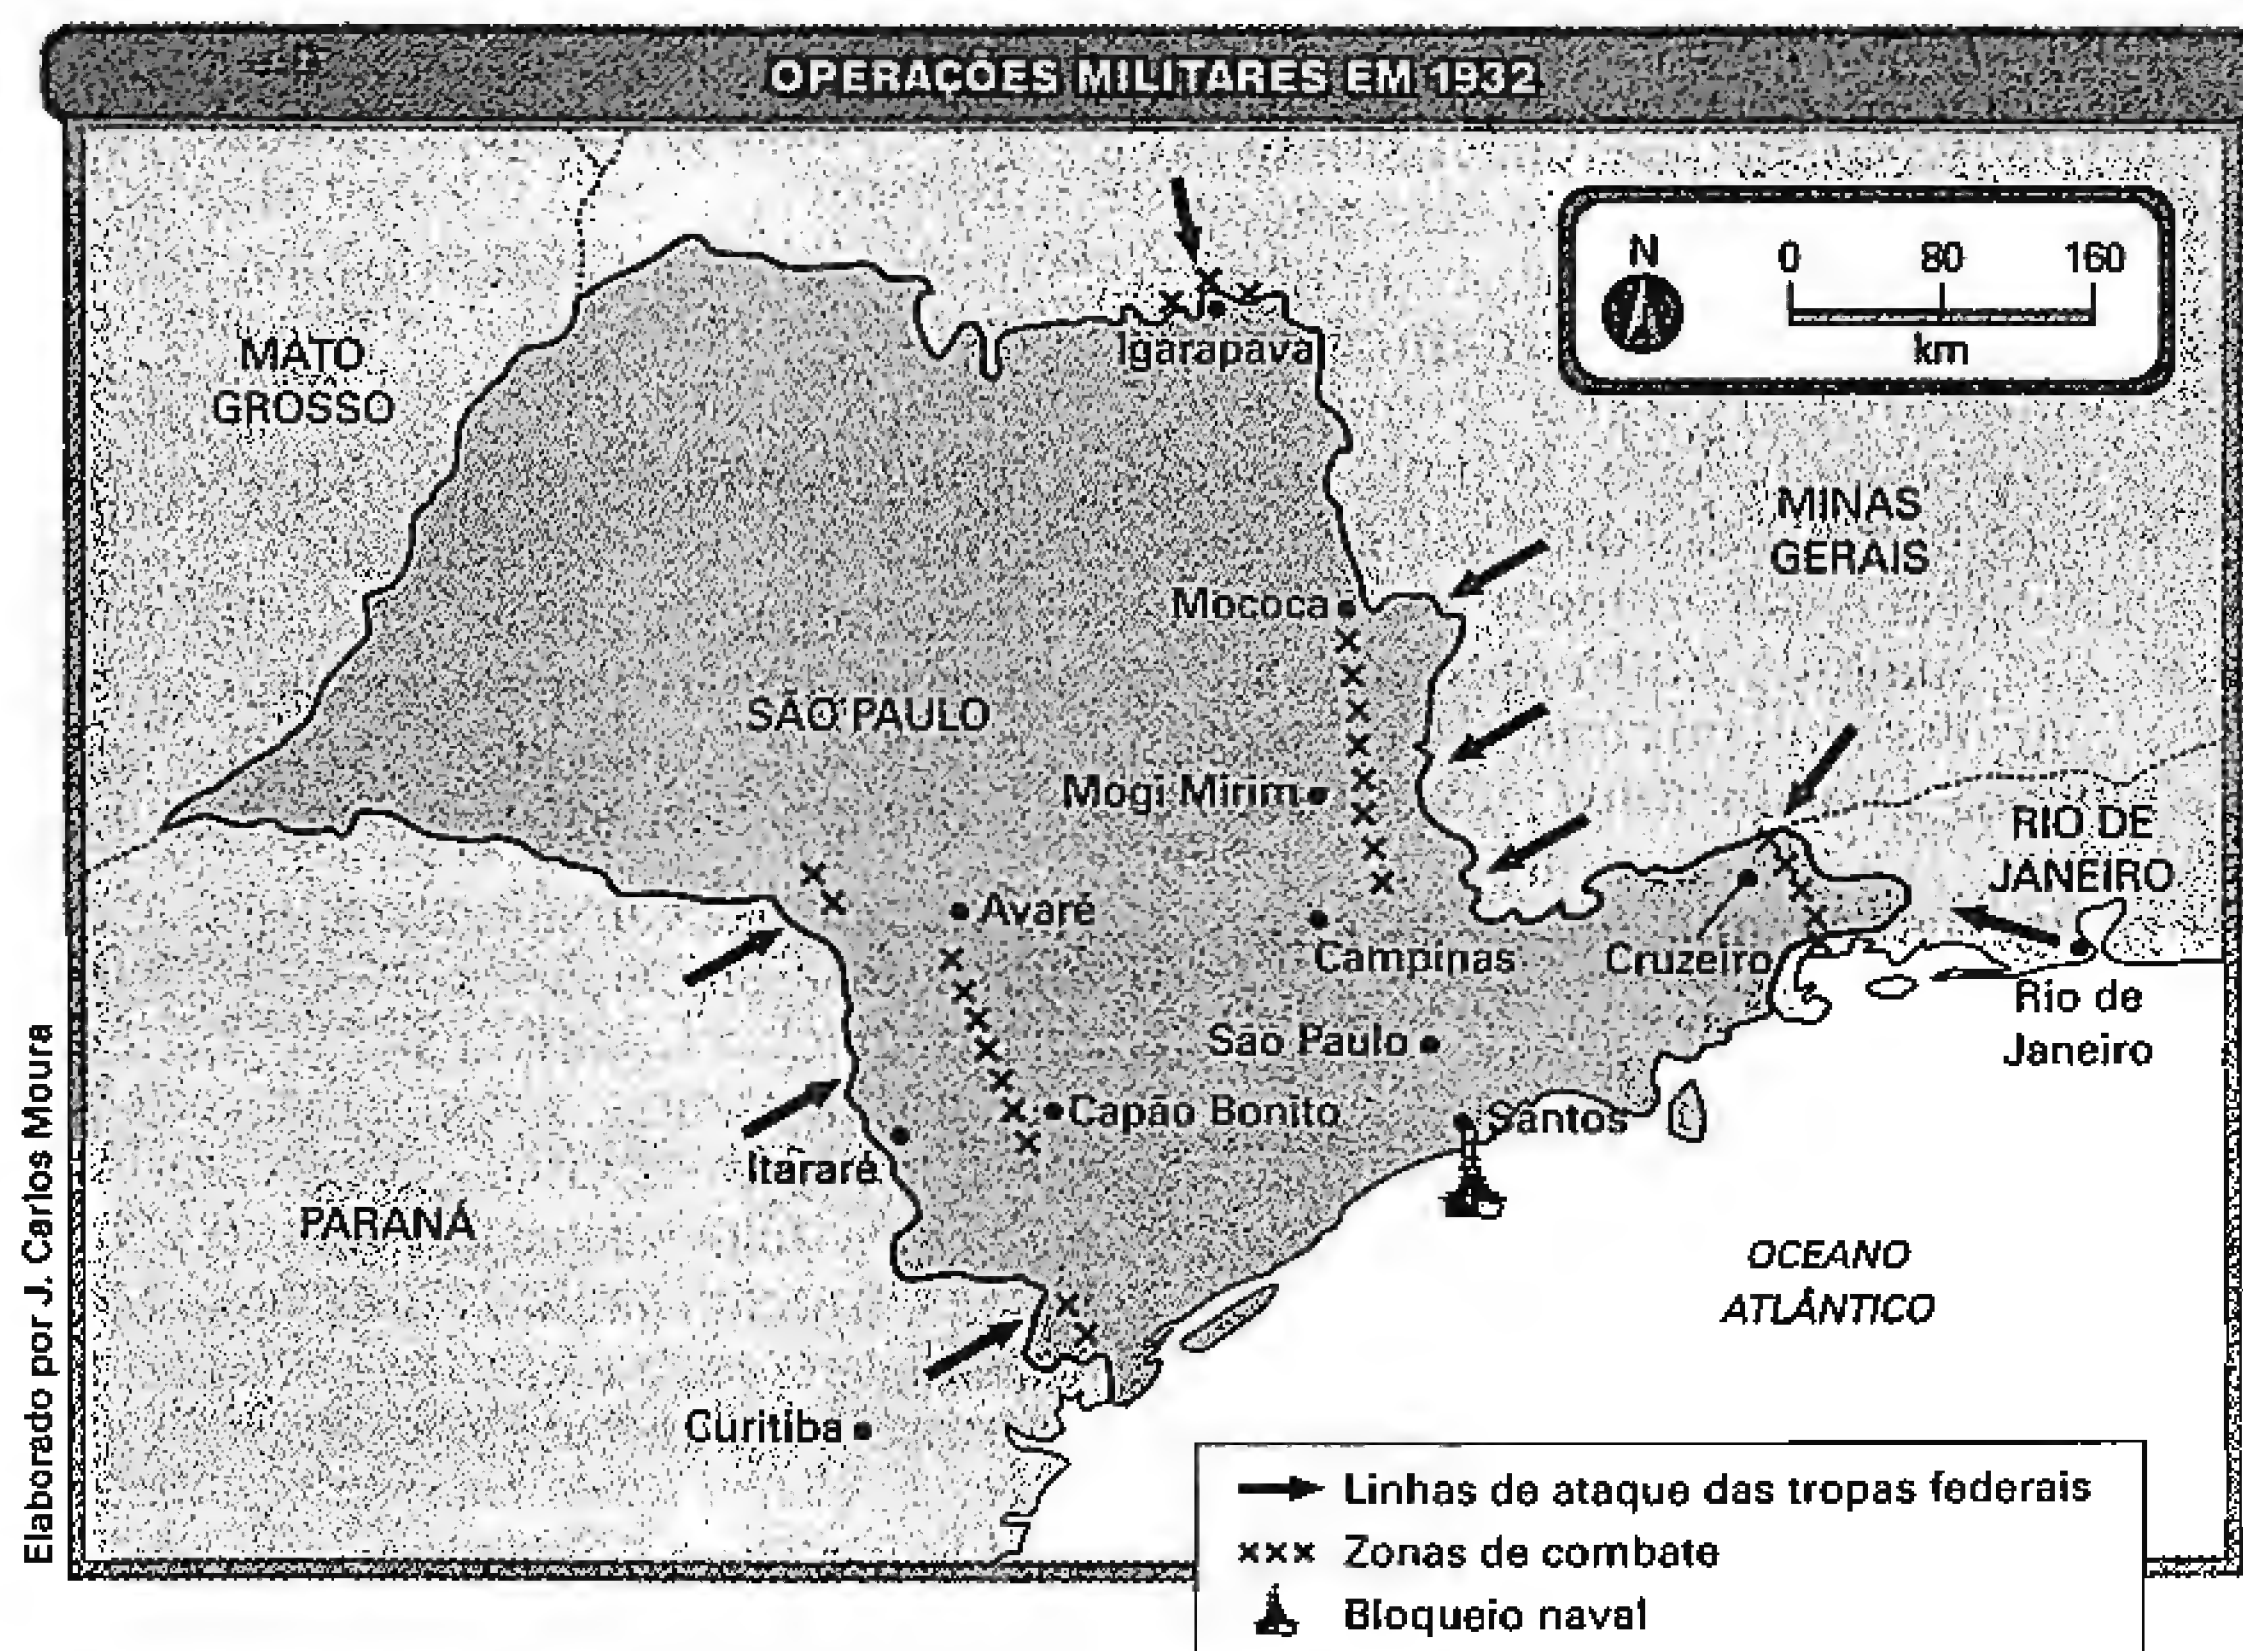 OPERAÇÕES MILITARES EM 1932
N
0 80 160
km
MATO
GROSSO
Igarapava
MINAS
GERAIS
Mococa
SÃO PAULO
Mogi Mirim
RIO DE
JANEIRO
Avaré
Campinas
Cruzeiro
Rio de
Janeiro
São Paulo
Capão Bonito
Santos
Itararé
PARANÁ
OCEANO
ATLÂNTICO
Curitiba
Linhas de ataque das tropas federais
xxx Zonas de combate
Bloqueio naval
Elaborado por J. Carlos Moura